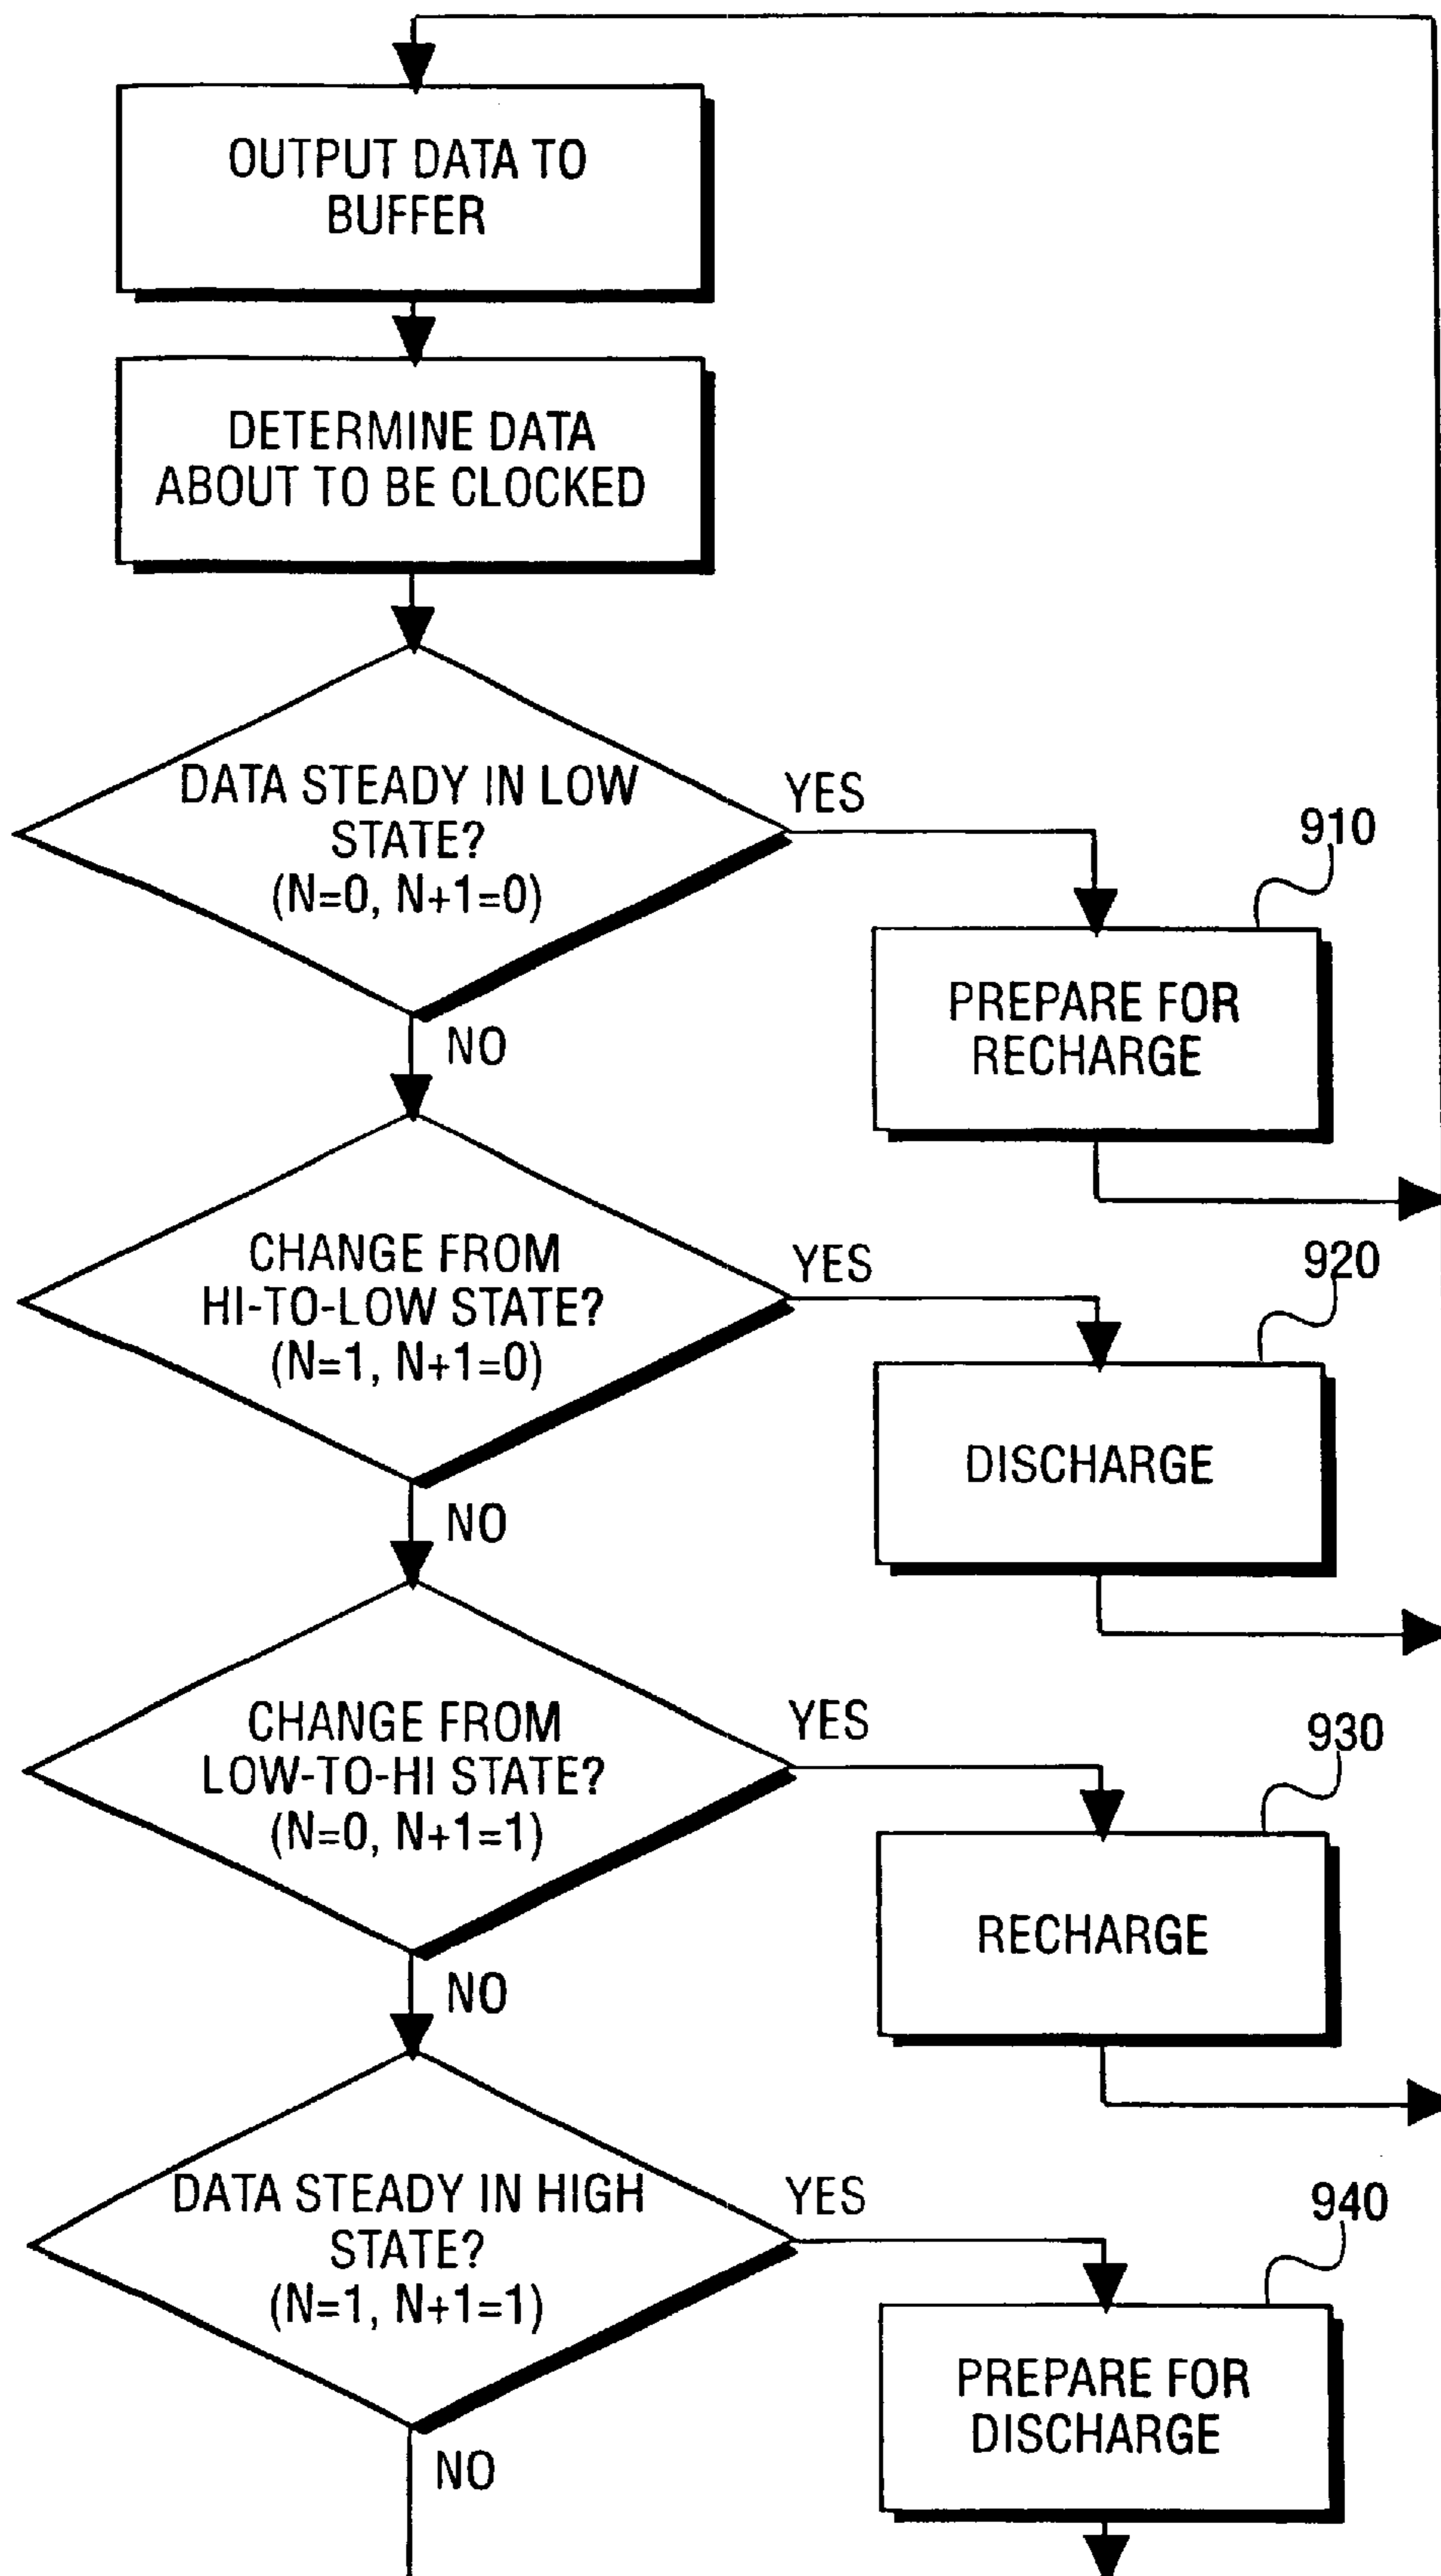 OUTPUT DATA TO
BUFFER
DETERMINE DATA
ABOUT TO BE CLOCKED
DATA STEADY IN LOW
STATE?
(N=0, N+1=0)
YES
910
PREPARE FOR
RECHARGE
NO
CHANGE FROM
HI-TO-LOW STATE?
(N=1, N+1=0)
YES
920
DISCHARGE
NO
CHANGE FROM
LOW-TO-HI STATE?
(N=0, N+1=1)
YES
930
RECHARGE
NO
DATA STEADY IN HIGH
STATE?
(N=1, N+1=1)
YES
940
PREPARE FOR
DISCHARGE
NO